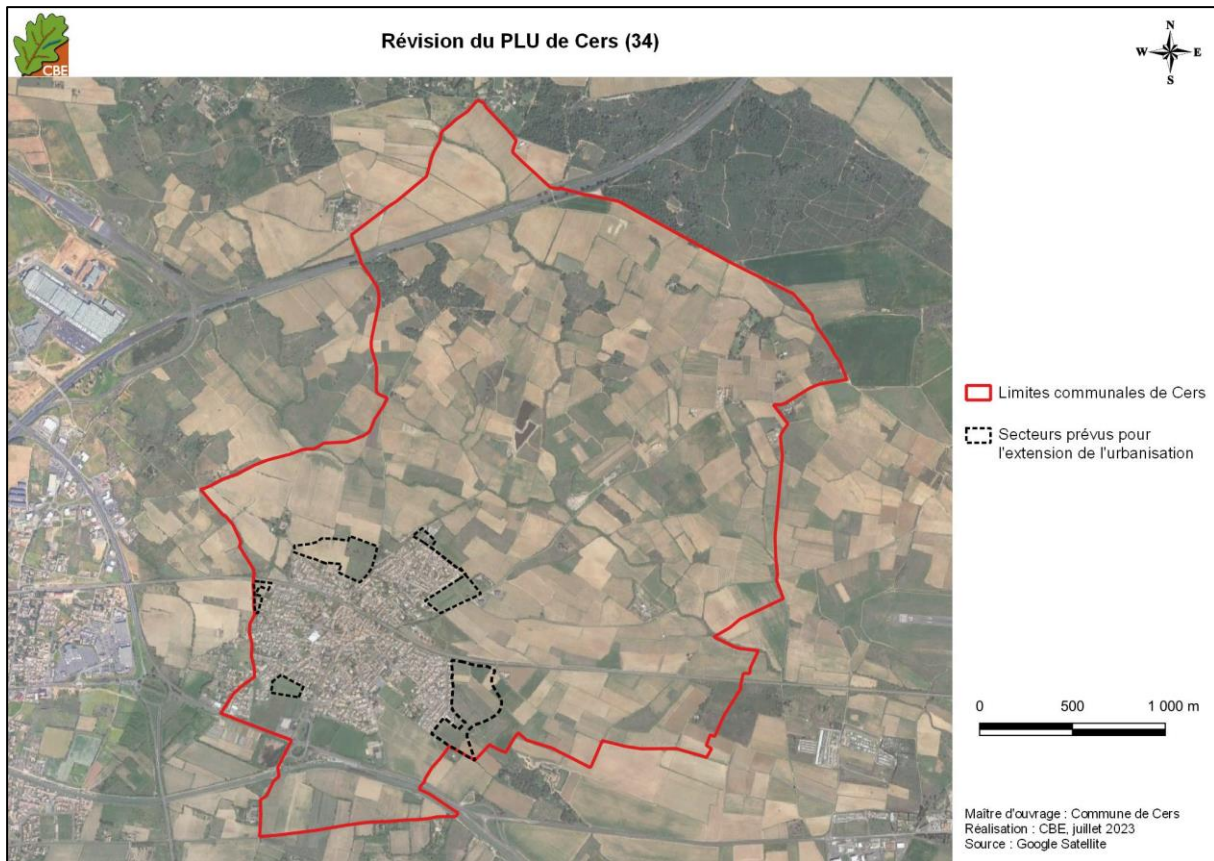 CBE
Révision du PLU de Cers (34)
N
W E
S
Limites communales de Cers
Secteurs prévus pour
l'extension de l'urbanisation
0 500 1 000 m
Maître d'ouvrage : Commune de Cers
Réalisation : CBE, juillet 2023
Source : Google Satellite